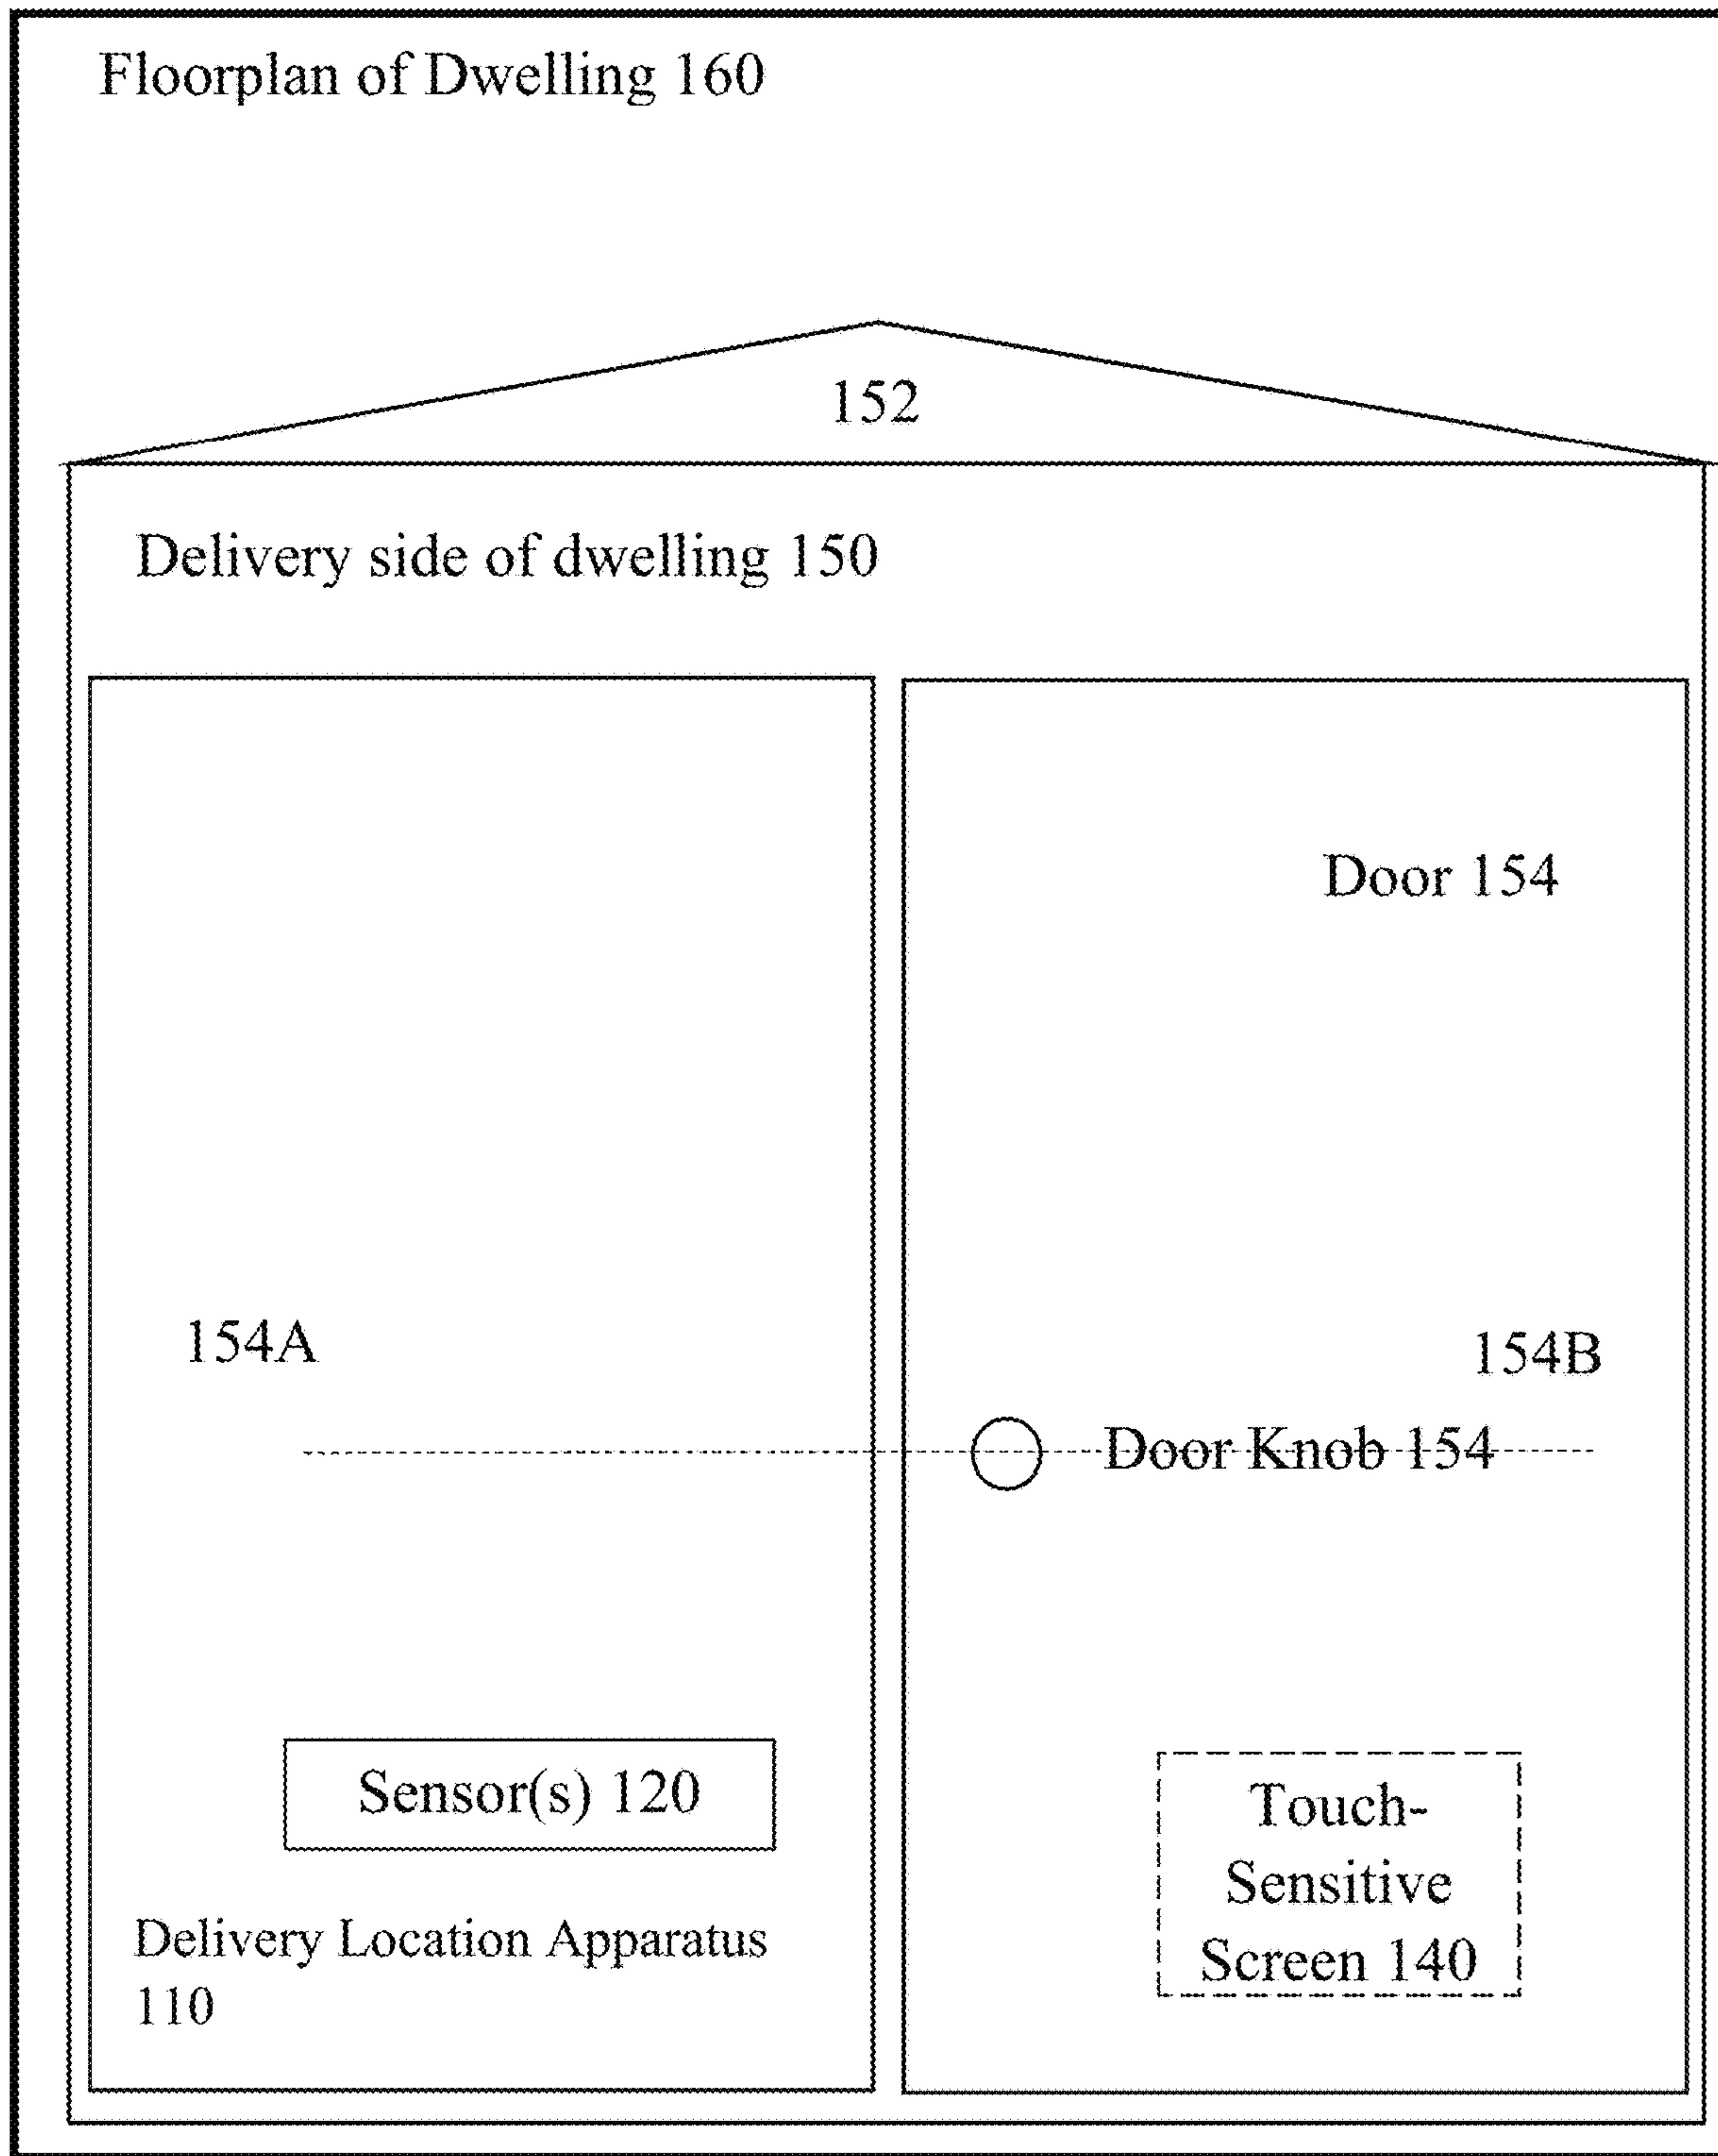 Floorplan of Dwelling 160
152
Delivery side of dwelling 150
Door 154
154A
154B
Door Knob 154
Sensor(s) 120
Touch-
Sensitive
Screen 140
Delivery Location Apparatus
110